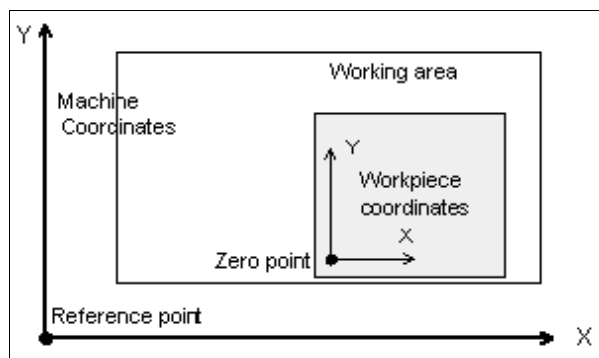 Y
Working area
Machine
Coordinates
Y
Workpiece
coordinates
X
Zero point
Reference point
X